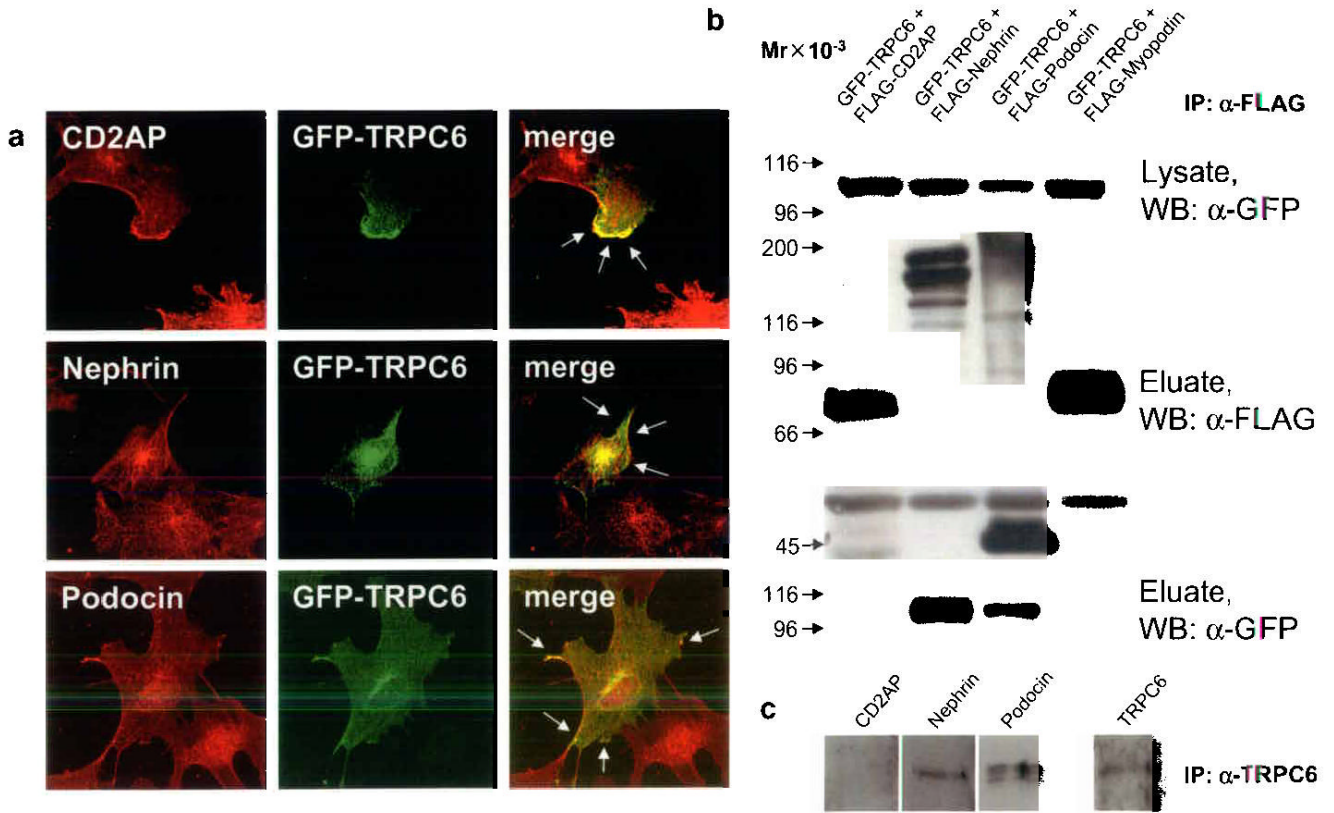 a
CD2AP
GFP-TRPC6
merge
Nephrin
GFP-TRPC6
merge
Podocin
GFP-TRPC6
merge
b
Mr×10⁻³
GFP-TRPC6 +
FLAG-CD2AP
GFP-TRPC6 +
FLAG-Nephrin
GFP-TRPC6 +
FLAG-Podocin
GFP-TRPC6 +
FLAG-Myopodin
IP: α-FLAG
116
96
Lysate,
WB: α-GFP
200
116
96
66
45
Eluate,
WB: α-FLAG
116
96
Eluate,
WB: α-GFP
c
CD2AP
Nephrin
Podocin
TRPC6
IP: α-TRPC6